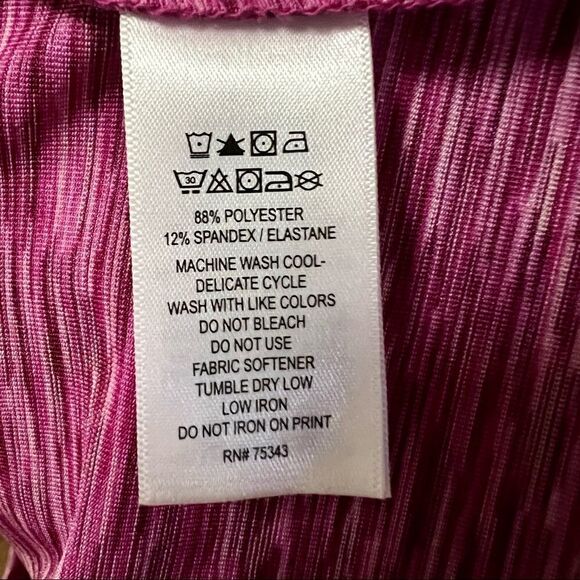 30
88% POLYESTER
12% SPANDEX / ELASTANE
MACHINE WASH COOL-
DELICATE CYCLE
WASH WITH LIKE COLORS
DO NOT BLEACH
DO NOT USE
FABRIC SOFTENER
TUMBLE DRY LOW
LOW IRON
DO NOT IRON ON PRINT
RN# 75343